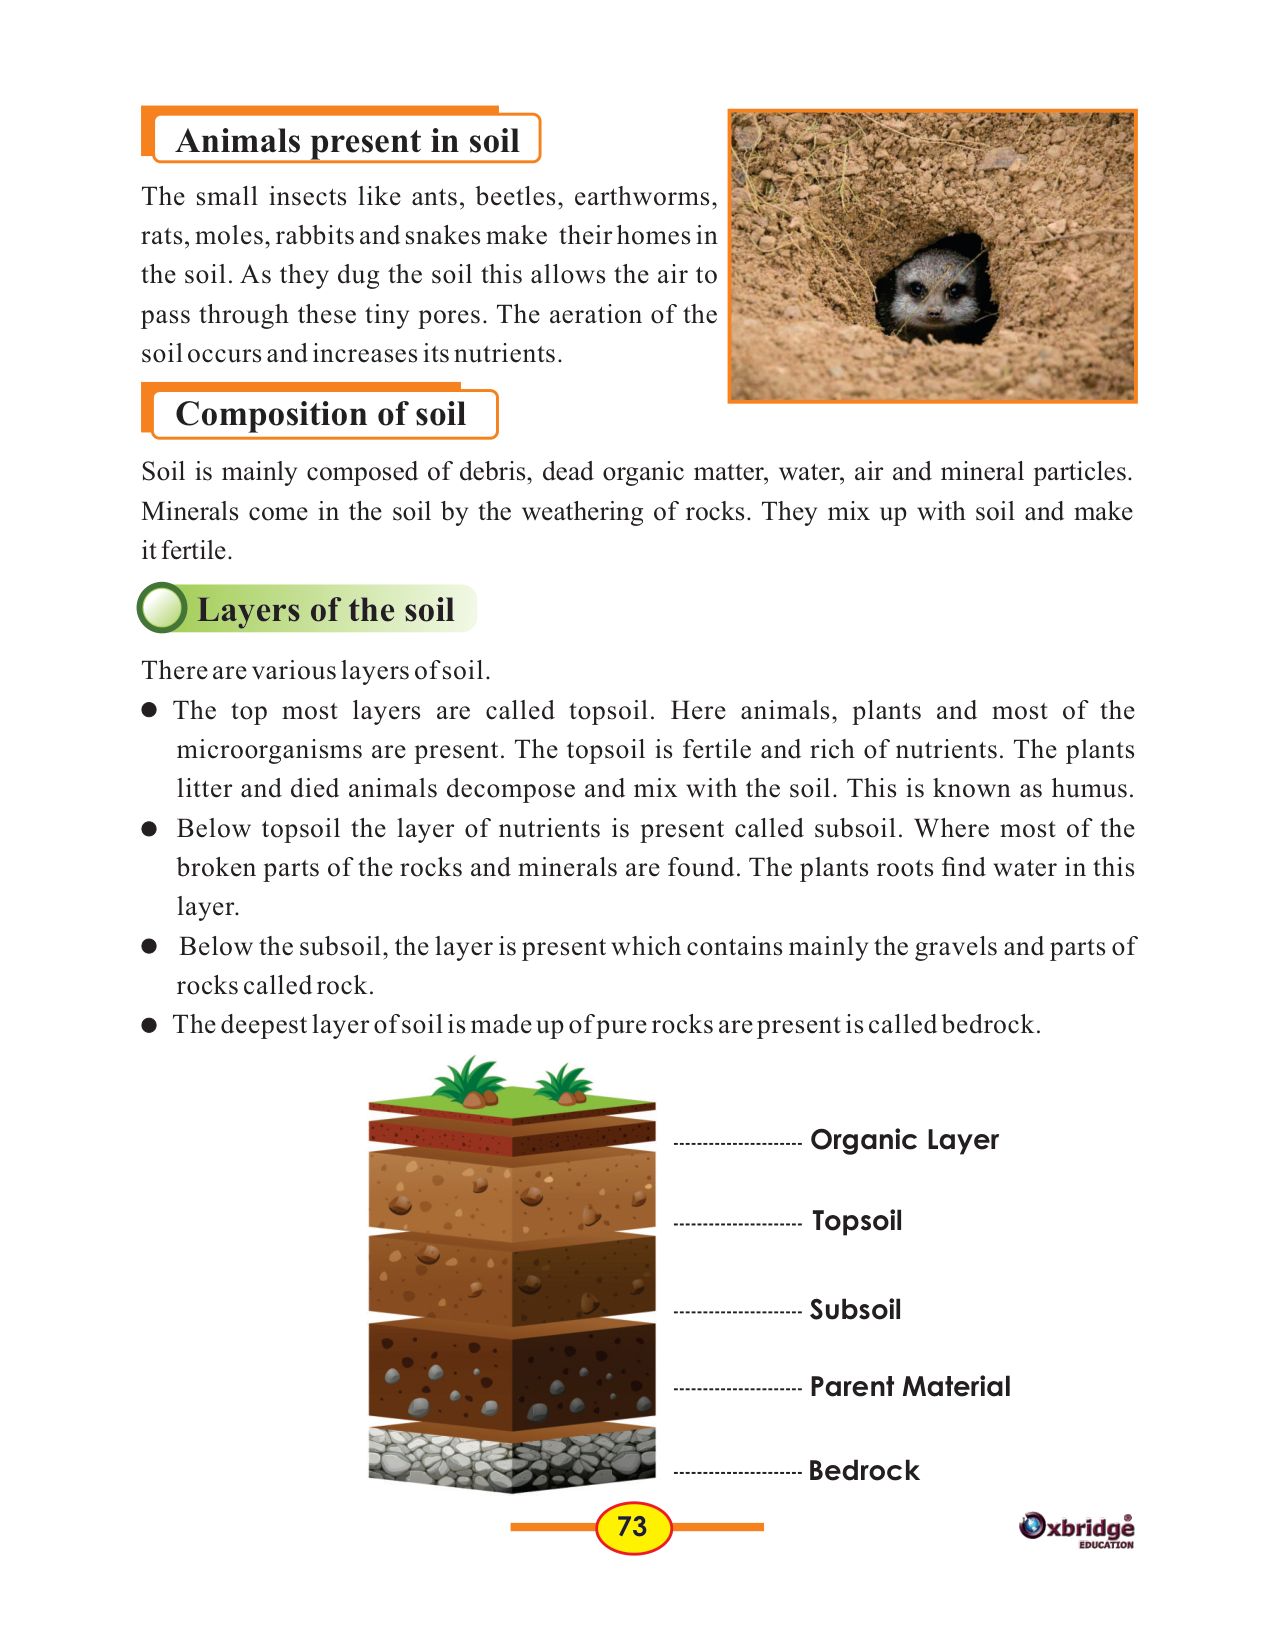 Animals present in soil
The small insects like ants, beetles, earthworms,
rats, moles, rabbits and snakes make their homes in
the soil. As they dug the soil this allows the air to
pass through these tiny pores. The aeration of the
soil occurs and increases its nutrients.
Composition of soil
Soil is mainly composed of debris, dead organic matter, water, air and mineral particles.
Minerals come in the soil by the weathering of rocks. They mix up with soil and make
it fertile.
Layers of the soil
There are various layers of soil.
● The top most layers are called topsoil. Here animals, plants and most of the
microorganisms are present. The topsoil is fertile and rich of nutrients. The plants
litter and died animals decompose and mix with the soil. This is known as humus.
● Below topsoil the layer of nutrients is present called subsoil. Where most of the
broken parts of the rocks and minerals are found. The plants roots find water in this
layer.
● Below the subsoil, the layer is present which contains mainly the gravels and parts of
rocks called rock.
● The deepest layer of soil is made up of pure rocks are present is called bedrock.
Organic Layer
Topsoil
Subsoil
Parent Material
Bedrock
73
Oxbridge®
EDUCATION